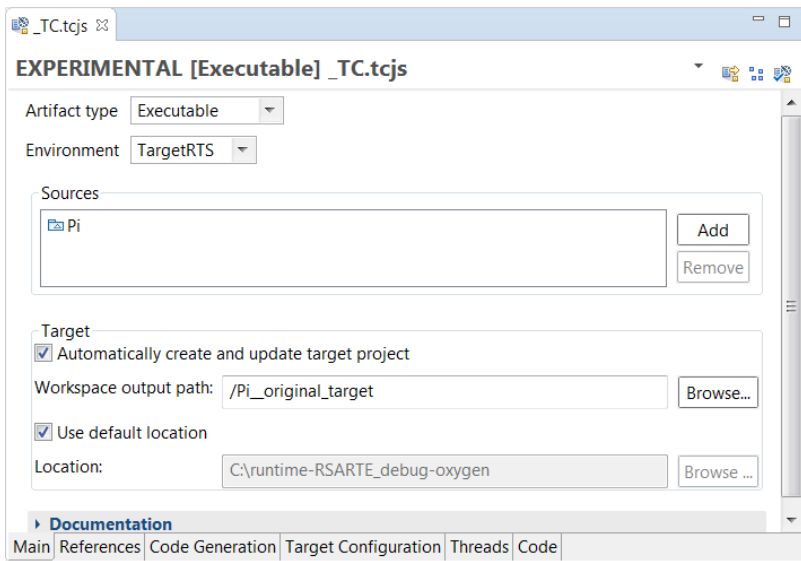 _TC.tcjs
EXPERIMENTAL [Executable] _TC.tcjs
Artifact type Executable
Environment TargetRTS
Sources
Pi
Add
Remove
Target
Automatically create and update target project
Workspace output path: /Pi__original_target Browse...
Use default location
Location: C:\runtime-RSARTE_debug-oxygen Browse ...
Documentation
Main References Code Generation Target Configuration Threads Code